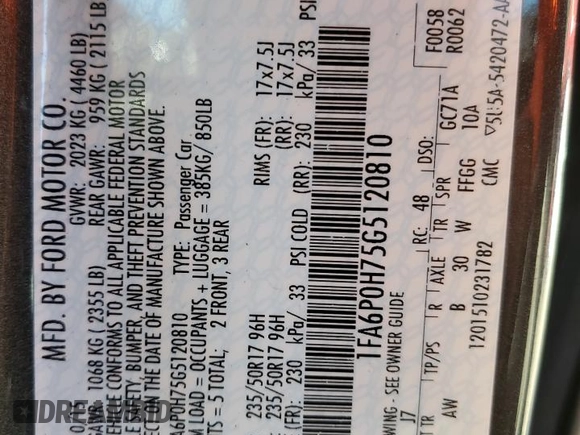 MFD. BY FORD MOTOR CO.
GVWR: 2023 KG ( 4460 LB)
1068 KG ( 2355 LB) REAR GAWR: 959 KG ( 2115 LB
CONFORMS TO ALL APPLICABLE FEDERAL MOTOR
SAFETY, BUMPER, AND THEFT PREVENTION STANDARDS
THE DATE OF MANUFACTURE SHOWN ABOVE.
FA6P0H75G5120810 TYPE: Passenger Car
LOAD = OCCUPANTS + LUGGAGE = 385KG/ 850LB
= 5 TOTAL; 2 FRONT, 3 REAR
235/50R17 96H RIMS (FR): 17x7.5J
235/50R17 96H (RR): 17x7.5J
(FR): 230 kPa/ 33 PSI COLD (RR): 230 kPa/ 33 PSI
1FA6P0H75G5120810
- SEE OWNER GUIDE
J7 RC: 48 DSO: F0058
R0062
TR TP/PS R AXLE TR SPR GC71A
AW B 30 W FFGG 10A
1201510231782 CMC ▽5U5A-5420472-A
DREAMBID